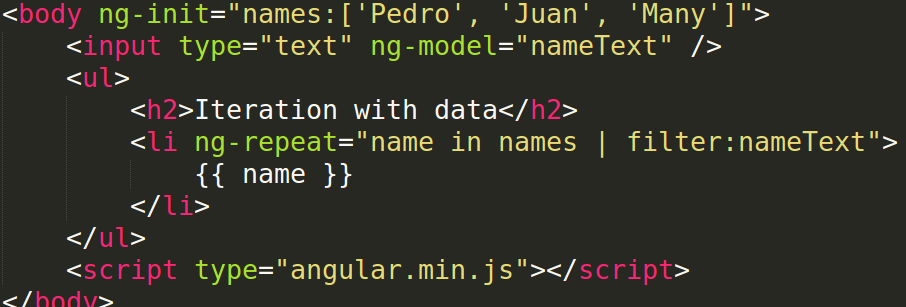 <body ng-init="names:['Pedro', 'Juan', 'Many']">
<input type="text" ng-model="nameText" />
<ul>
<h2>Iteration with data</h2>
<li ng-repeat="name in names | filter:nameText">
{{ name }}
</li>
</ul>
<script type="angular.min.js"></script>
</body>